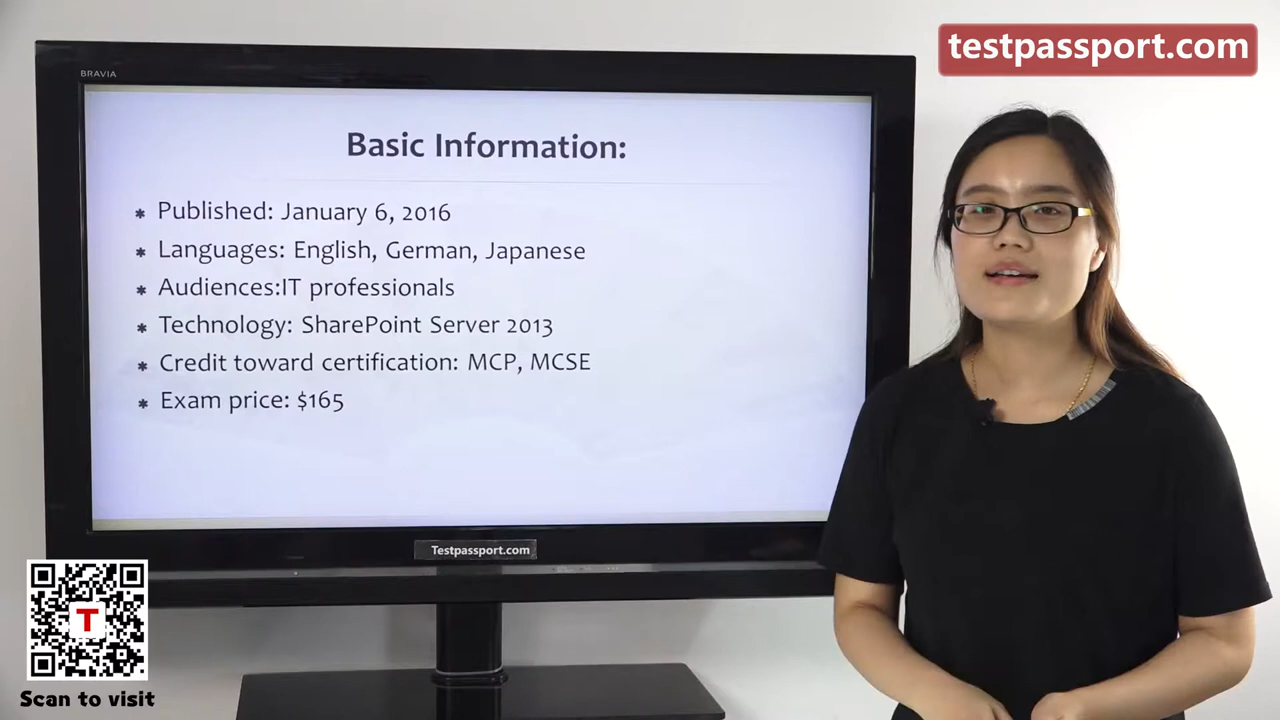 testpassport.com
BRAVIA
Basic Information:
* Published: January 6, 2016
* Languages: English, German, Japanese
* Audiences:IT professionals
* Technology: SharePoint Server 2013
* Credit toward certification: MCP, MCSE
* Exam price: $165
Testpassport.com
T
Scan to visit